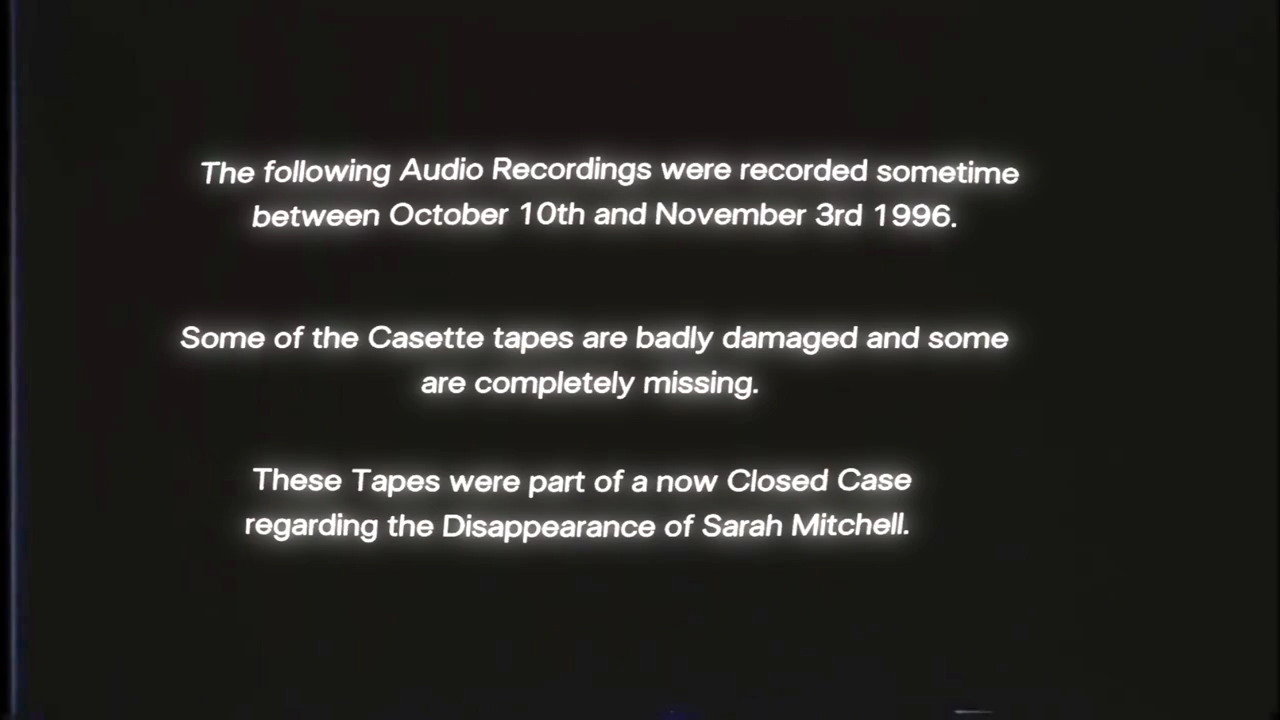 The following Audio Recordings were recorded sometime
between October 10th and November 3rd 1996.
Some of the Casette tapes are badly damaged and some
are completely missing.
These Tapes were part of a now Closed Case
regarding the Disappearance of Sarah Mitchell.